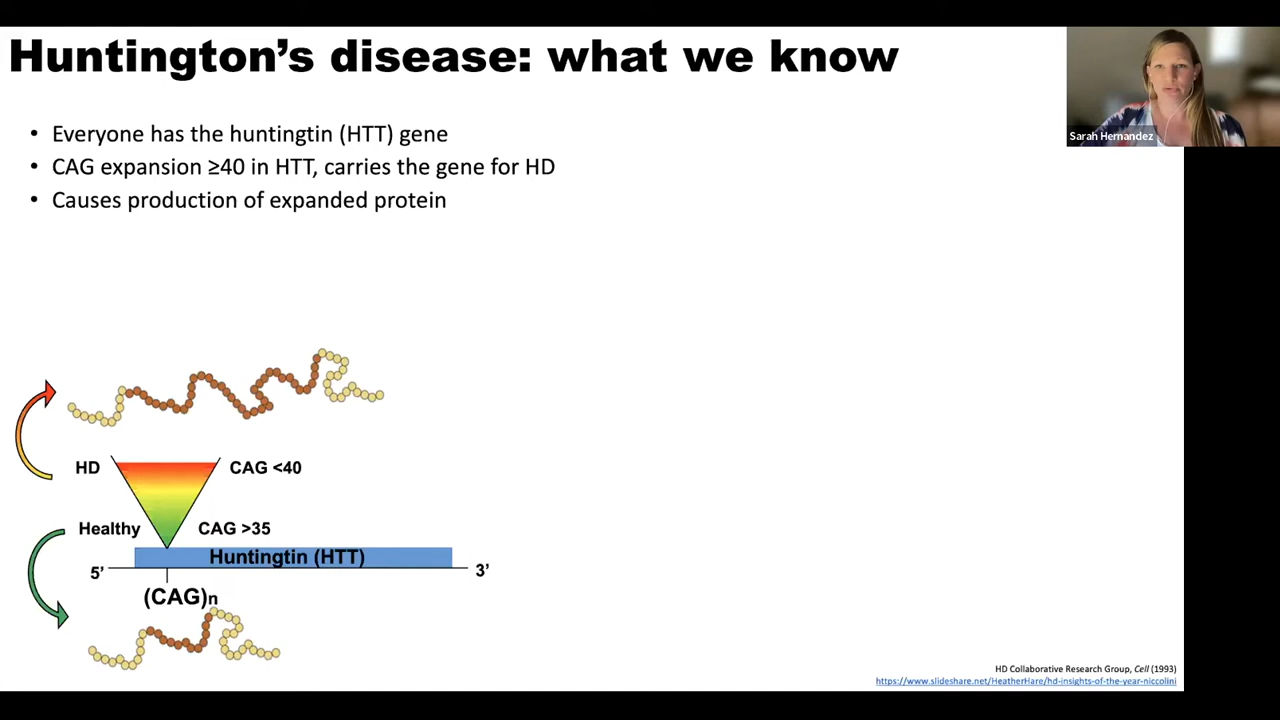 Huntington's disease: what we know
Sarah Hernandez
• Everyone has the huntingtin (HTT) gene
• CAG expansion ≥40 in HTT, carries the gene for HD
• Causes production of expanded protein
HD
CAG <40
Healthy
CAG >35
Huntingtin (HTT)
5'
3'
(CAG)n
HD Collaborative Research Group, Cell (1993)
https://www.slideshare.net/HeatherHare/hd-insights-of-the-year-niccolini